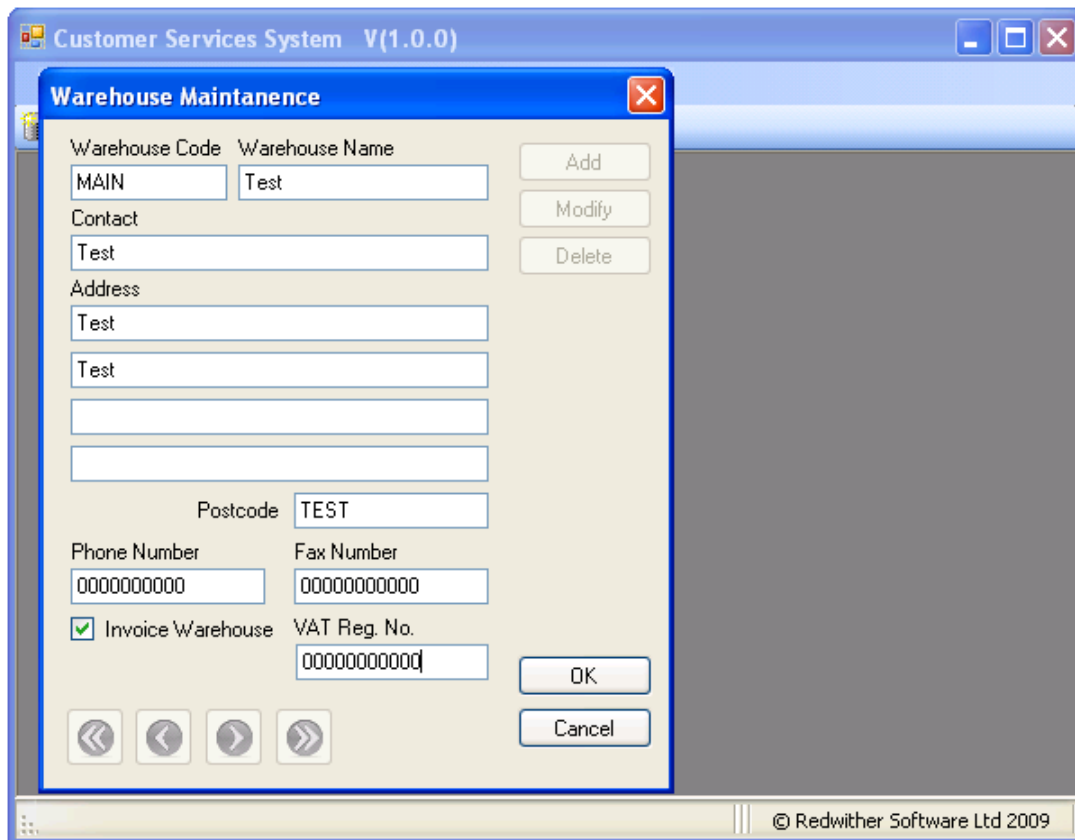 Customer Services System V(1.0.0)
Warehouse Maintanence
Warehouse Code Warehouse Name
MAIN Test
Add
Contact
Modify
Test
Delete
Address
Test
Test
Postcode TEST
Phone Number Fax Number
0000000000 00000000000
Invoice Warehouse VAT Reg. No.
00000000000
OK
Cancel
© Redwither Software Ltd 2009